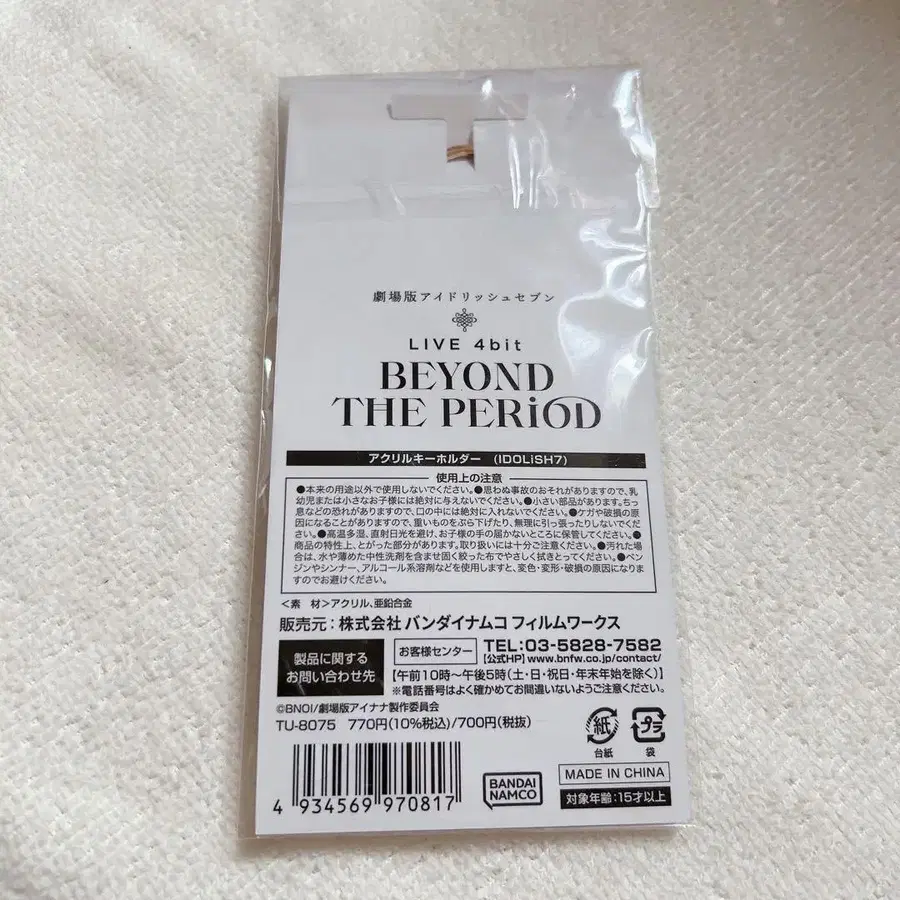 劇場版アイドリッシュセブン
LIVE 4bit
BEYOND
THE PERiOD
アクリルキーホルダー (IDOLiSH7)
使用上の注意
●本来の用途以外で使用しないでください。●思わぬ事故のおそれがありますので、乳
幼児または小さなお子様には絶対に与えないでください。●小さい部品があります。ちっ
息などの恐れがありますので、口の中には絶対に入れないでください。●ケガや破損の原
因になることがありますので、重いものをぶら下げたり、無理に引っ張ったりしないでくだ
さい。●高温多湿、直射日光を避け、お子様の手の届かないところに保管してください。●
商品の特性上、とがった部分があります。取り扱いには十分ご注意ください。●汚れた場
合は、水や薄めた中性洗剤を含ませ固く絞った布でやさしく拭きとってください。●ベン
ジンやシンナー、アルコール系溶剤などを使用しますと、変色・変形・破損の原因になりま
すのでお避けください。
<素 材>アクリル、亜鉛合金
販売元:株式会社 バンダイナムコ フィルムワークス
製品に関する
お問い合わせ先
お客様センター
TEL:03-5828-7582
[公式HP] www.bnfw.co.jp/contact/
【午前10時〜午後5時(土・日・祝日・年末年始を除く)】
※電話番号はよく確かめてお間違いないようご注意ください。
©BNOI/劇場版アイナナ製作委員会
TU-8075 770円(10%税込)/700円(税抜)
紙
台紙
プラ
袋
4 934569 970817
BANDAI
NAMCO
MADE IN CHINA
対象年齢:15才以上